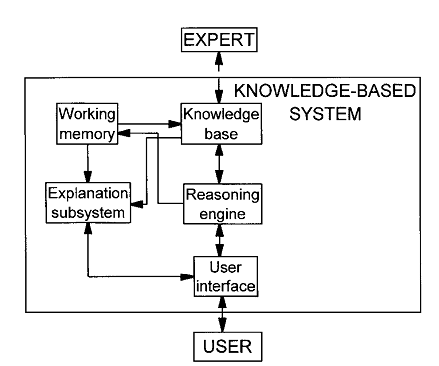 EXPERT
KNOWLEDGE-BASED
SYSTEM
Working
memory
Knowledge
base
Explanation
subsystem
Reasoning
engine
User
interface
USER